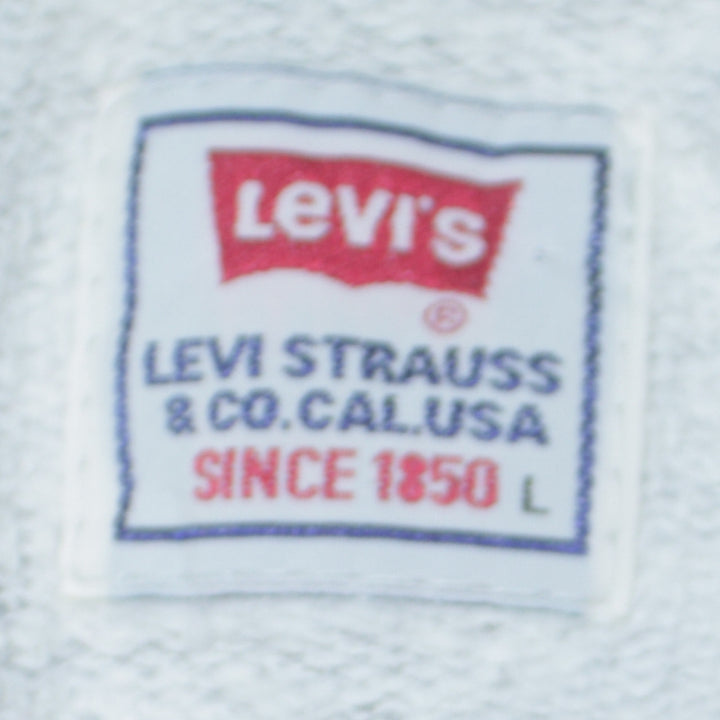 Levi's
®
LEVI STRAUSS
& CO.CAL.USA
SINCE 1850 L